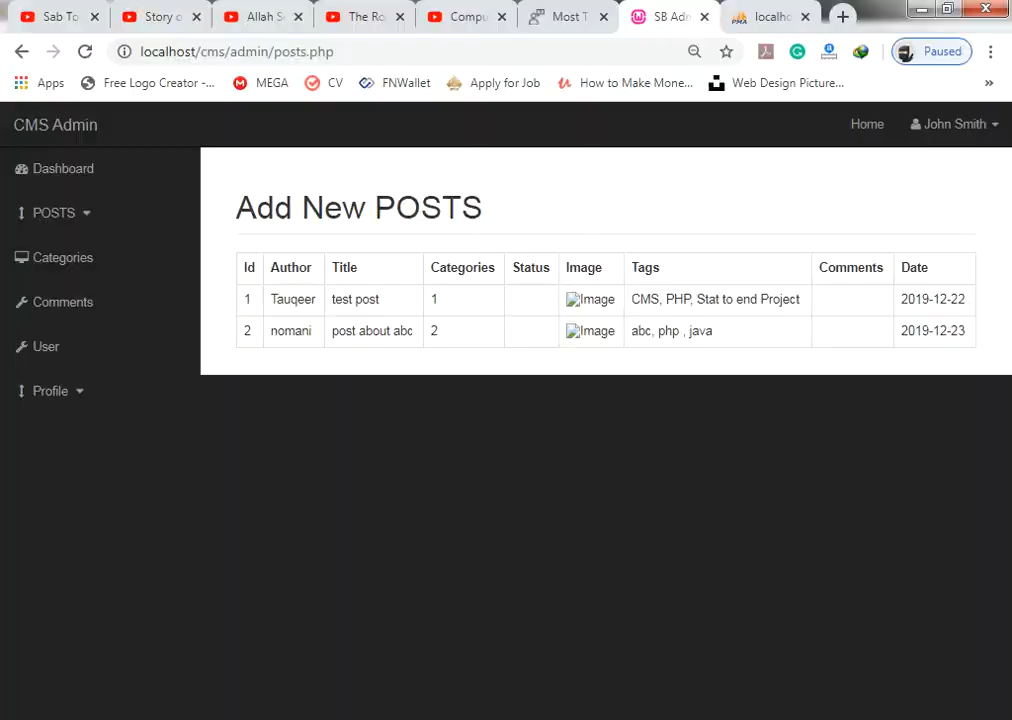 Sab To Story o Allah S The Ro Compu Most T SB Adm localho
localhost/cms/admin/posts.php Paused
Apps Free Logo Creator -... MEGA CV FNWallet Apply for Job How to Make Mone... Web Design Picture... »
CMS Admin Home John Smith
Dashboard
POSTS
Categories
Comments
User
Profile
Add New POSTS
Id Author Title Categories Status Image Tags Comments Date
1 Tauqeer test post 1 Image CMS, PHP, Stat to end Project 2019-12-22
2 nomani post about abc 2 Image abc, php , java 2019-12-23